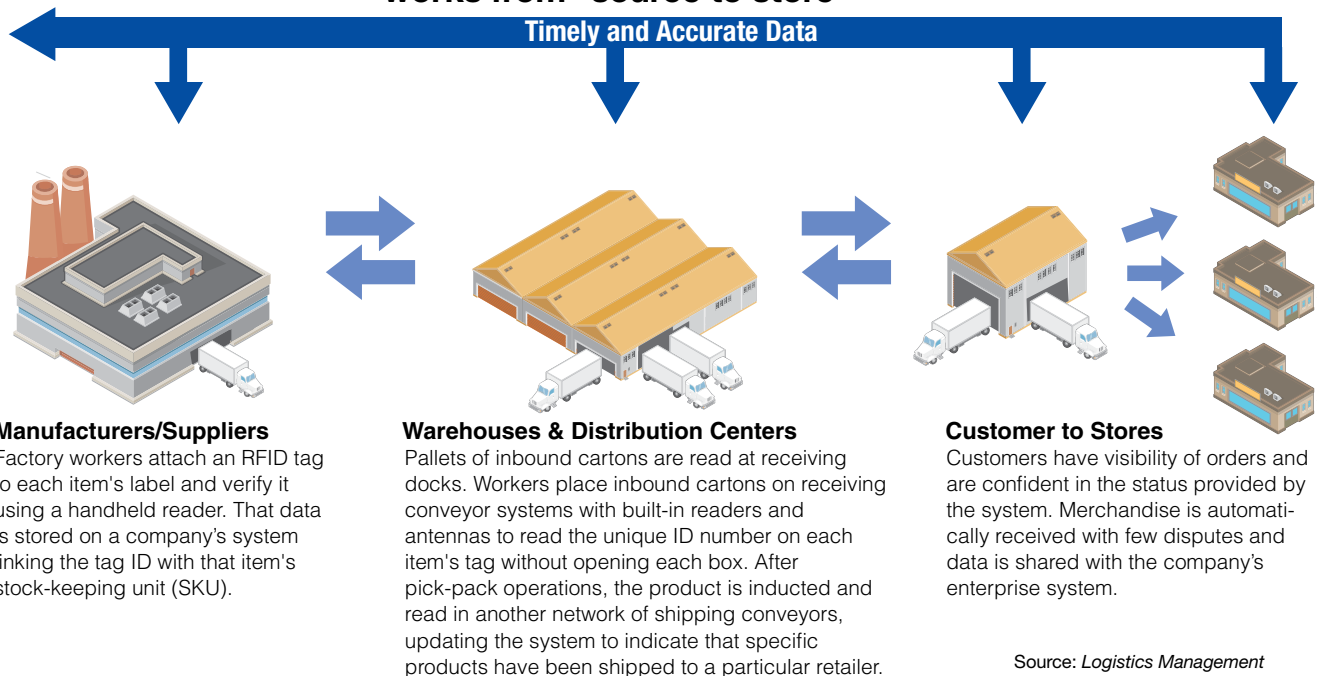 works from "source to store"
Timely and Accurate Data
Manufacturers/Suppliers
Factory workers attach an RFID tag
to each item's label and verify it
using a handheld reader. That data
is stored on a company's system
linking the tag ID with that item's
stock-keeping unit (SKU).
Warehouses & Distribution Centers
Pallets of inbound cartons are read at receiving
docks. Workers place inbound cartons on receiving
conveyor systems with built-in readers and
antennas to read the unique ID number on each
item's tag without opening each box. After
pick-pack operations, the product is inducted and
read in another network of shipping conveyors,
updating the system to indicate that specific
products have been shipped to a particular retailer.
Customer to Stores
Customers have visibility of orders and
are confident in the status provided by
the system. Merchandise is automati-
cally received with few disputes and
data is shared with the company's
enterprise system.
Source: Logistics Management